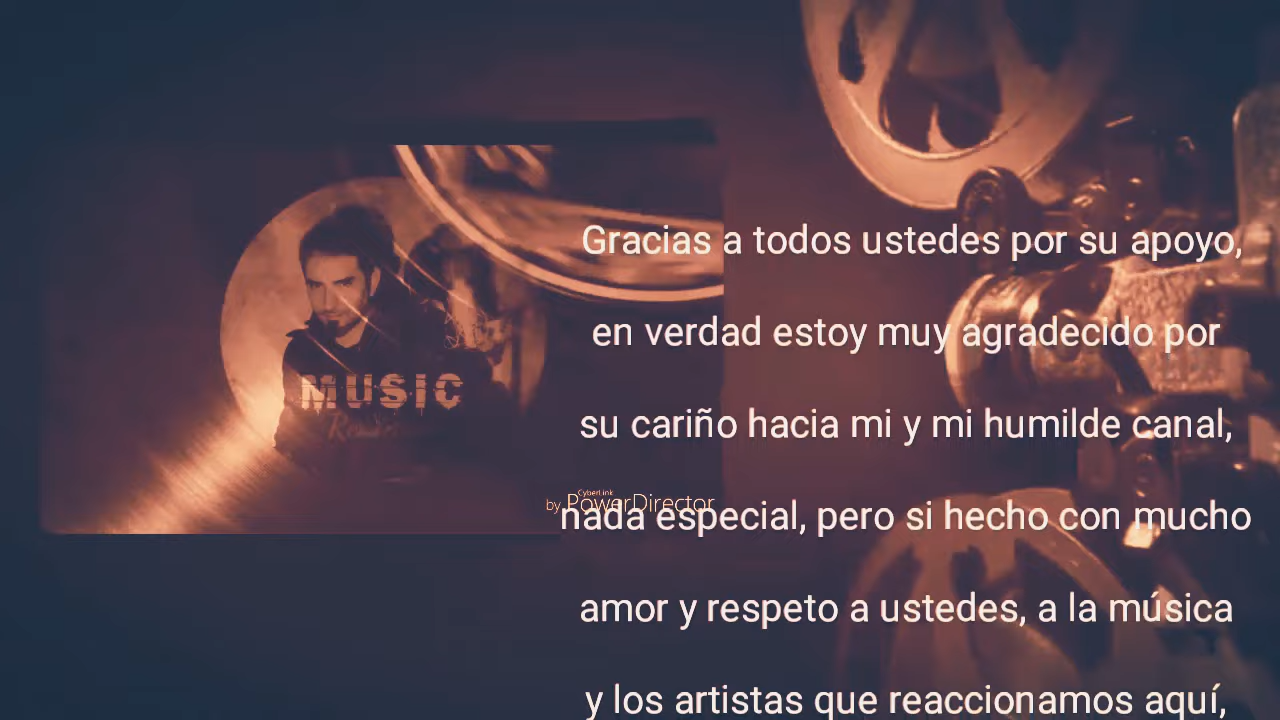 Gracias a todos ustedes por su apoyo,
en verdad estoy muy agradecido por
su cariño hacia mi y mi humilde canal,
MUSIC
by CyberLink PowerDirector
nada especial, pero si hecho con mucho
amor y respeto a ustedes, a la música
y los artistas que reaccionamos aquí,